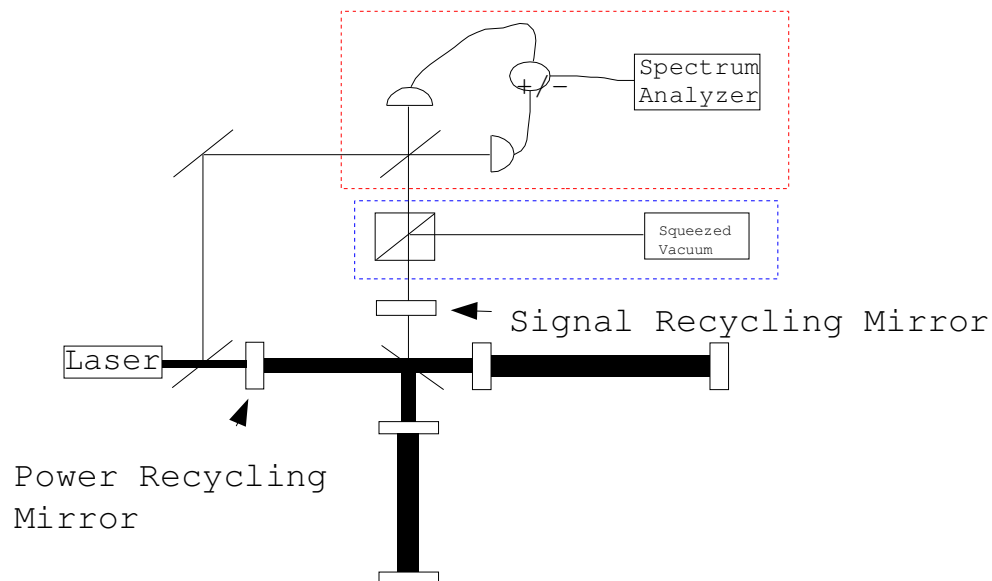 Spectrum
Analyzer
+/-
Squeezed
Vacuum
Signal Recycling Mirror
Laser
Power Recycling
Mirror